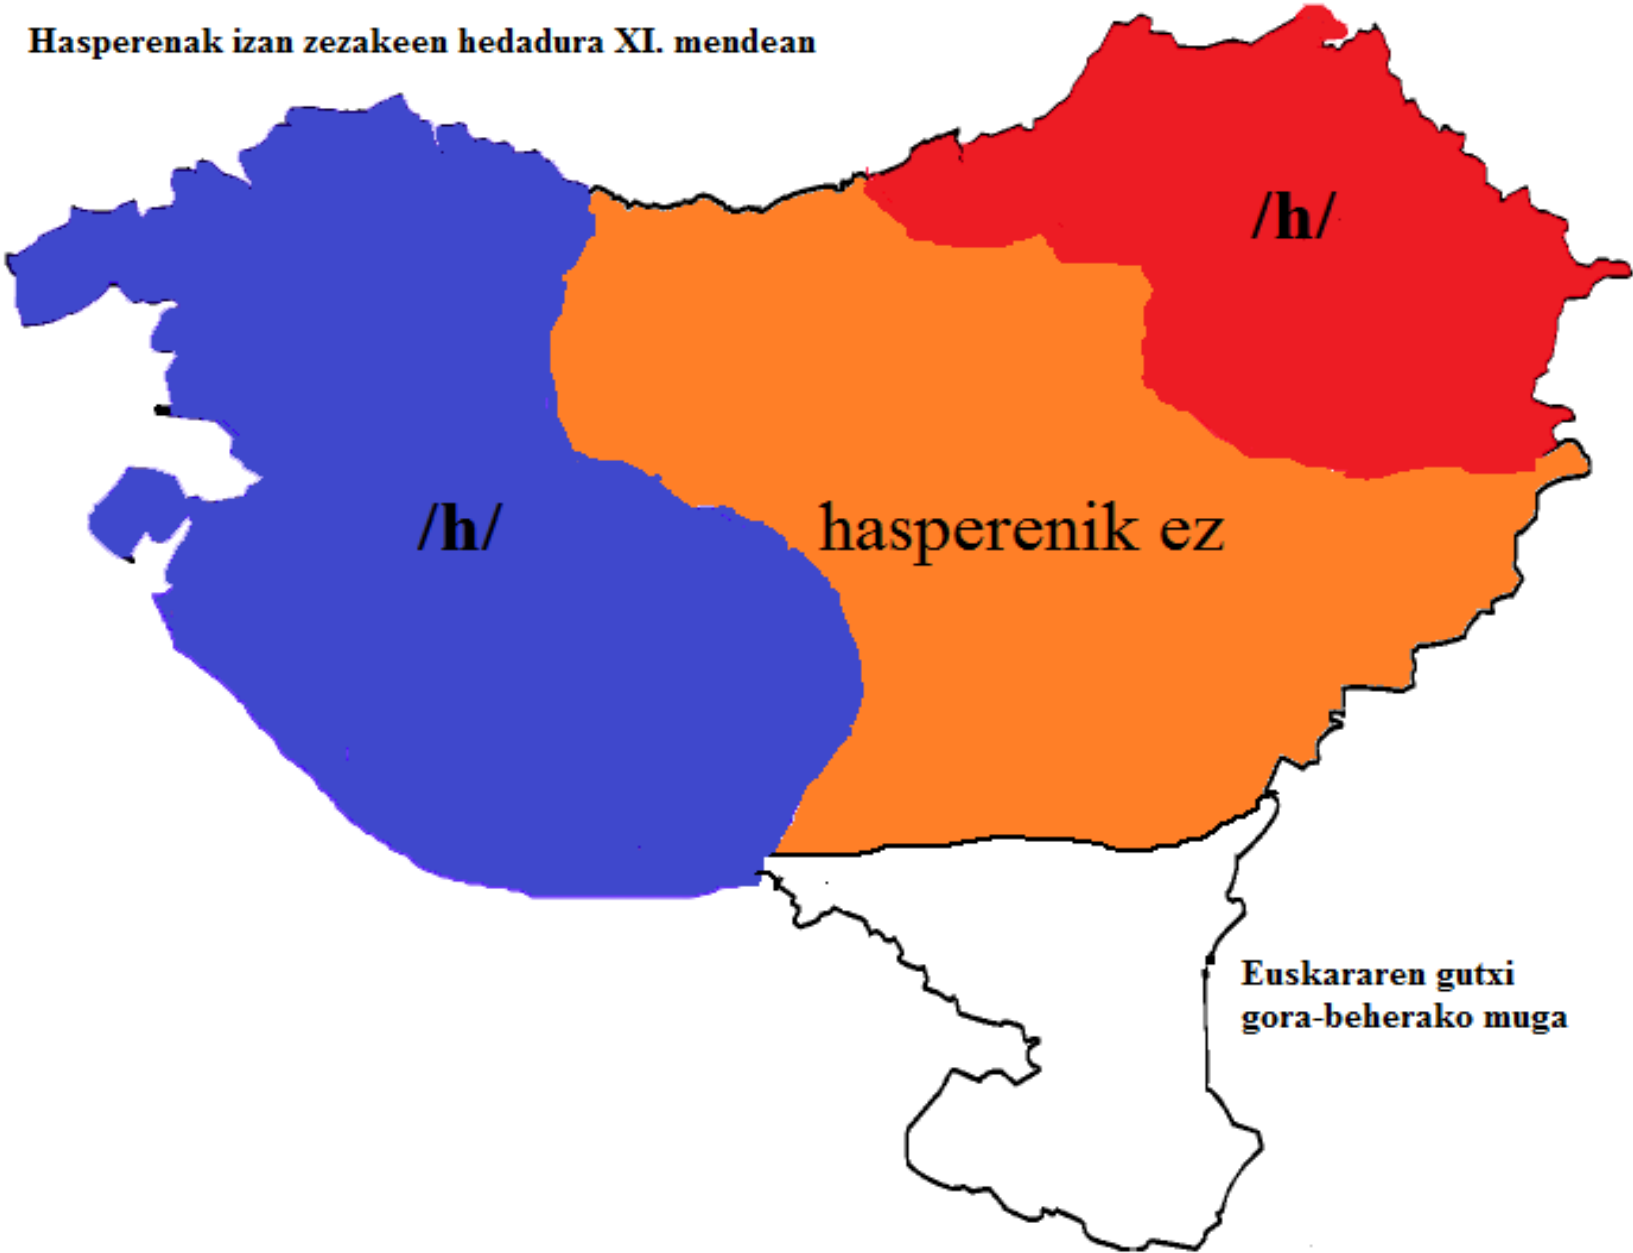 Hasperenak izan zezakeen hedadura XI. mendean
/h/
/h/
hasperenik ez
Euskararen gutxi
gora-beherako muga